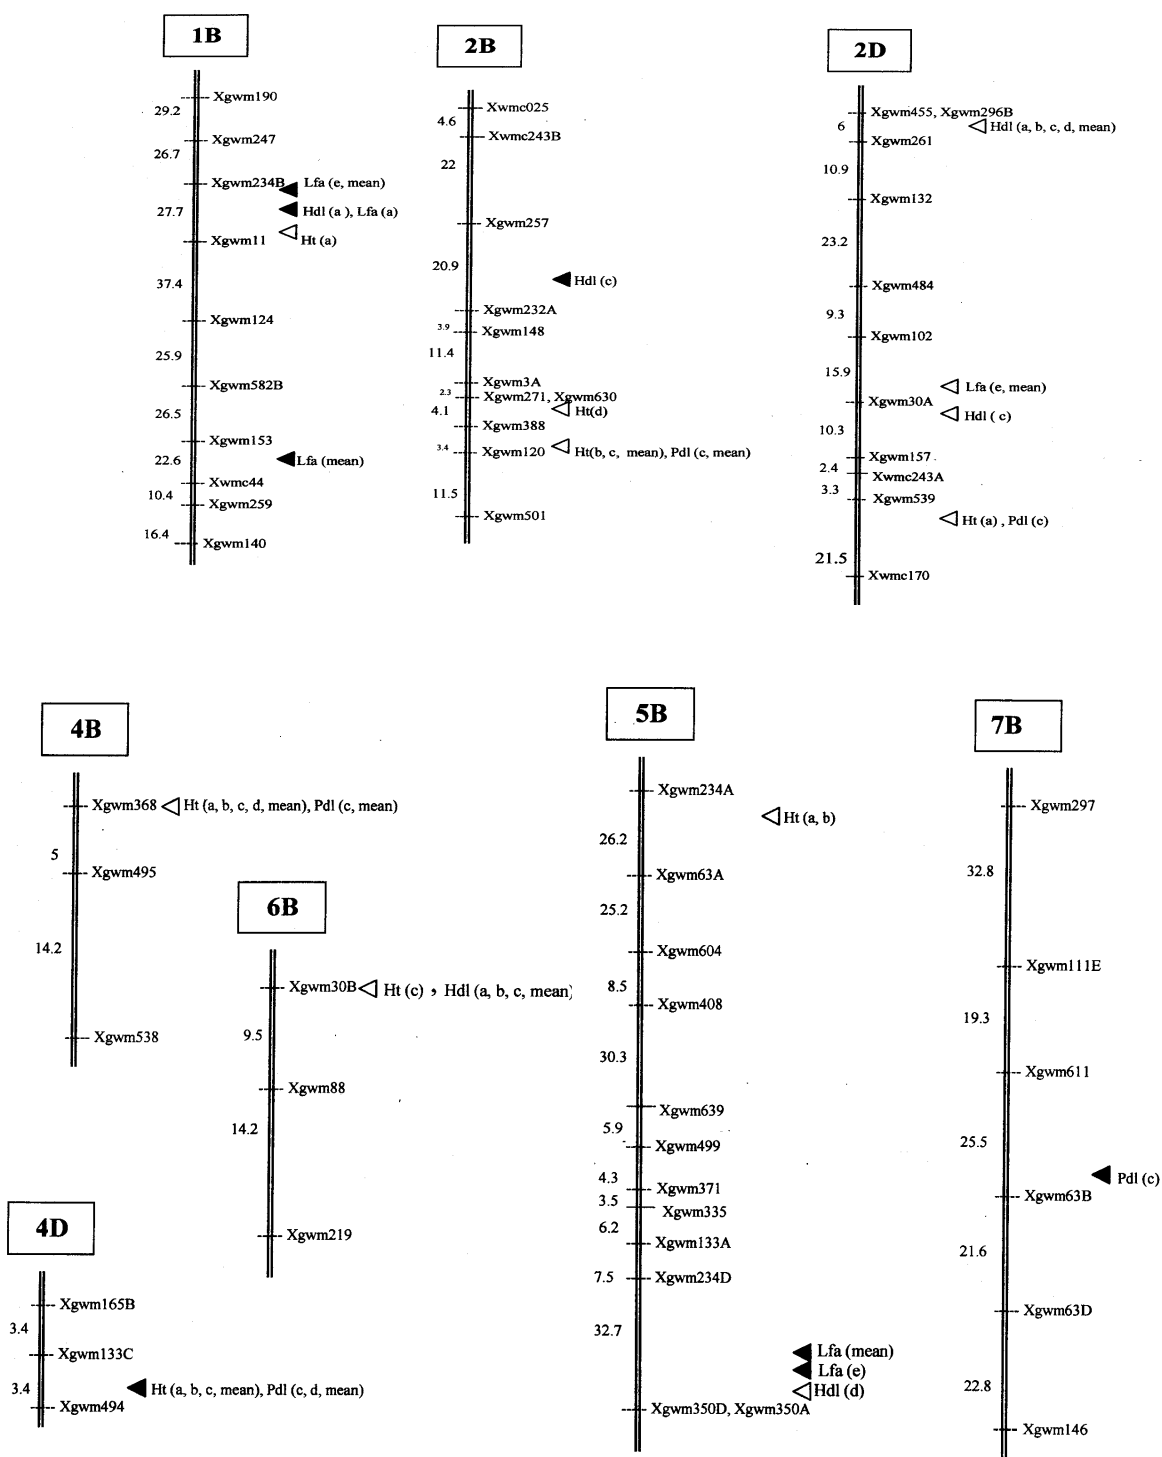 1B
Xgwm190
29.2
Xgwm247
26.7
Xgwm234B
Lfa (e, mean)
27.7
Hdl (a ), Lfa (a)
Xgwm11
Ht (a)
37.4
Xgwm124
25.9
Xgwm582B
26.5
Xgwm153
22.6
Lfa (mean)
Xwmc44
10.4
Xgwm259
16.4
Xgwm140
2B
Xwmc025
4.6
Xwmc243B
22
Xgwm257
20.9
Hdl (c)
Xgwm232A
3.9
Xgwm148
11.4
Xgwm3A
2.3
Xgwm271, Xgwm630
4.1
Ht(d)
Xgwm388
3.4
Xgwm120
Ht(b, c, mean), Pdl (c, mean)
11.5
Xgwm501
2D
Xgwm455, Xgwm296B
6
Hdl (a, b, c, d, mean)
Xgwm261
10.9
Xgwm132
23.2
Xgwm484
9.3
Xgwm102
15.9
Lfa (e, mean)
Xgwm30A
Hdl ( c)
10.3
Xgwm157
2.4
Xwmc243A
3.3
Xgwm539
Ht (a) , Pdl (c)
21.5
Xwmc170
4B
Xgwm368
Ht (a, b, c, d, mean), Pdl (c, mean)
5
Xgwm495
14.2
Xgwm538
6B
Xgwm30B
Ht (c) , Hdl (a, b, c, mean)
9.5
Xgwm88
14.2
Xgwm219
4D
Xgwm165B
3.4
Xgwm133C
3.4
Ht (a, b, c, mean), Pdl (c, d, mean)
Xgwm494
5B
Xgwm234A
Ht (a, b)
26.2
Xgwm63A
25.2
Xgwm604
8.5
Xgwm408
30.3
Xgwm639
5.9
Xgwm499
4.3
Xgwm371
3.5
Xgwm335
6.2
Xgwm133A
7.5
Xgwm234D
32.7
Lfa (mean)
Lfa (e)
Hdl (d)
Xgwm350D, Xgwm350A
7B
Xgwm297
32.8
Xgwm111E
19.3
Xgwm611
25.5
Pdl (c)
Xgwm63B
21.6
Xgwm63D
22.8
Xgwm146